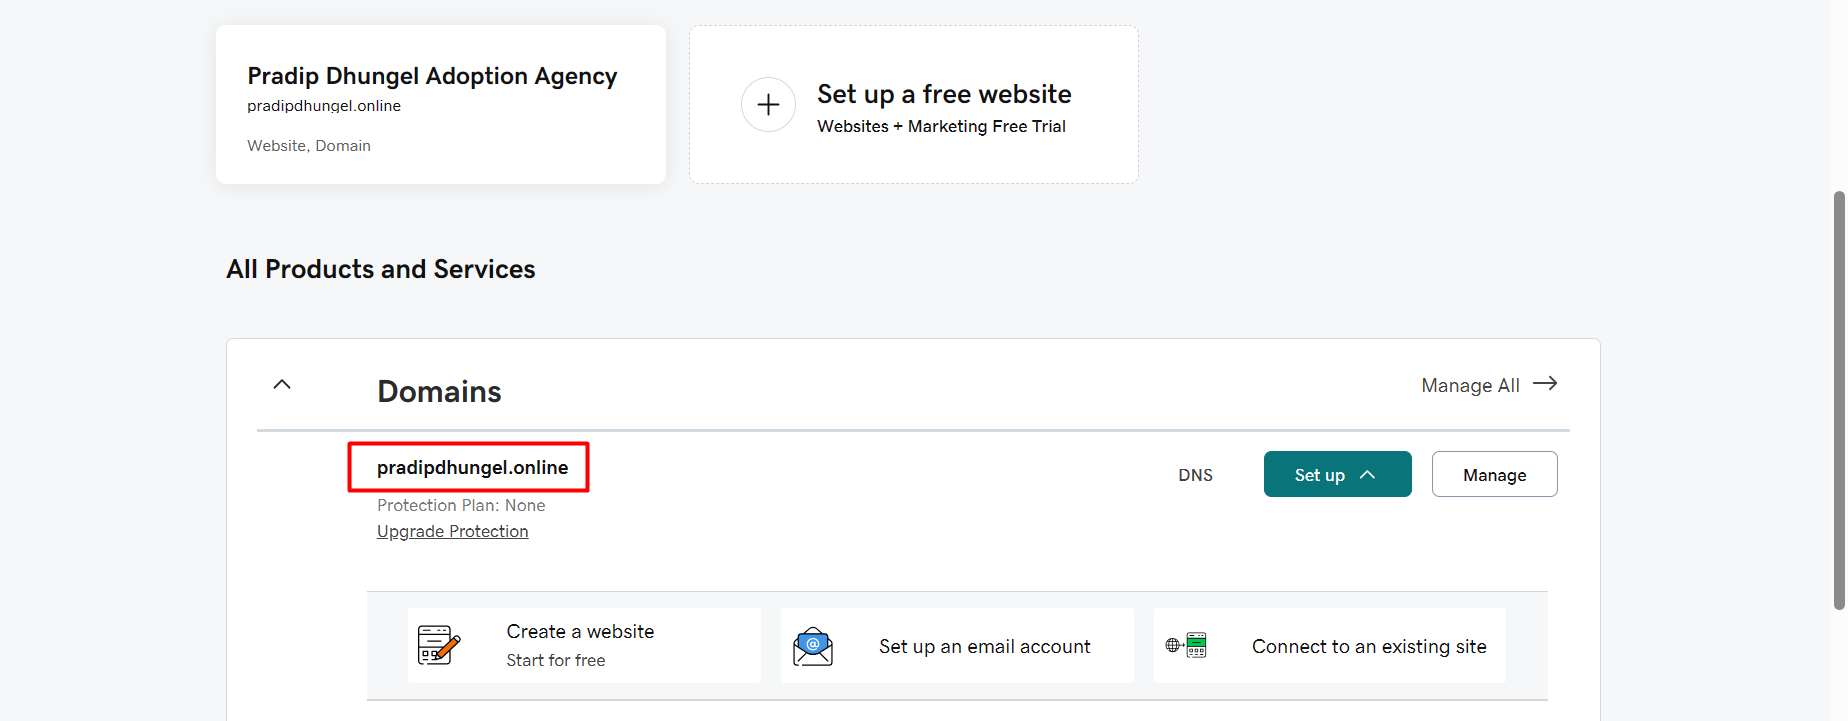 Pradip Dhungel Adoption Agency
pradipdhungel.online
Website, Domain
Set up a free website
Websites + Marketing Free Trial
All Products and Services
Domains
Manage All
pradipdhungel.online
DNS
Set up
Manage
Protection Plan: None
Upgrade Protection
Create a website
Start for free
@
Set up an email account
Connect to an existing site